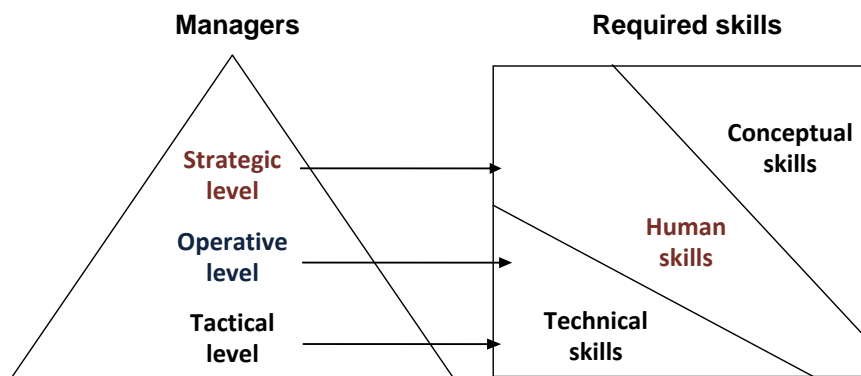 Managers
Required skills
Strategic
level
Operative
level
Tactical
level
Conceptual
skills
Human
skills
Technical
skills